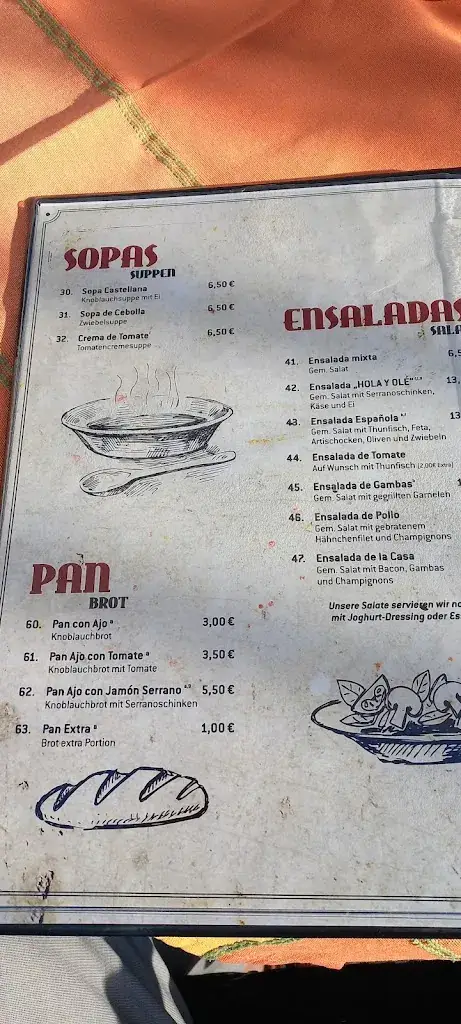 SOPAS
SUPPEN
30. Sopa Castellana 6,50 €
Knoblauchsuppe mit Ei
31. Sopa de Cebolla 6,50 €
Zwiebelsuppe
32. Crema de Tomate 6,50 €
Tomatencremesuppe
PAN
BROT
60. Pan con Ajo 3,00 €
Knoblauchbrot
61. Pan Ajo con Tomate 3,50 €
Knoblauchbrot mit Tomate
62. Pan Ajo con Jamón Serrano 5,50 €
Knoblauchbrot mit Serranoschinken
63. Pan Extra 1,00 €
Brot extra Portion
ENSALADAS
41. Ensalada mixta
Gem. Salat
42. Ensalada „HOLA Y OLÉ"
Gem. Salat mit Serranoschinken,
Käse und Ei
43. Ensalada Española
Gem. Salat mit Thunfisch, Feta,
Artischocken, Oliven und Zwiebeln
44. Ensalada de Tomate
Auf Wunsch mit Thunfisch (2,00€ Extra)
45. Ensalada de Gambas
Gem. Salat mit gegrillten Garnelen
46. Ensalada de Pollo
Gem. Salat mit gebratenem
Hähnchenfilet und Champignons
47. Ensalada de la Casa
Gem. Salat mit Bacon, Gambas
und Champignons
Unsere Salate servieren wir
mit Joghurt-Dressing oder